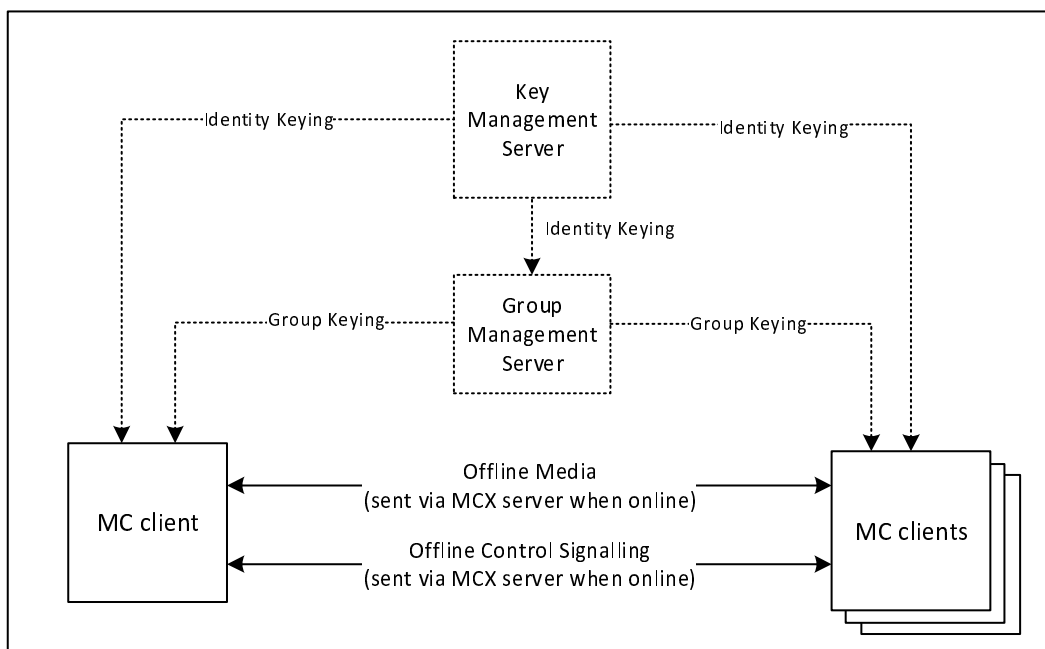 Key
Management
Server
Identity Keying
Identity Keying
Identity Keying
Group
Management
Server
Group Keying
Group Keying
MC client
Offline Media
(sent via MCX server when online)
Offline Control Signalling
(sent via MCX server when online)
MC clients